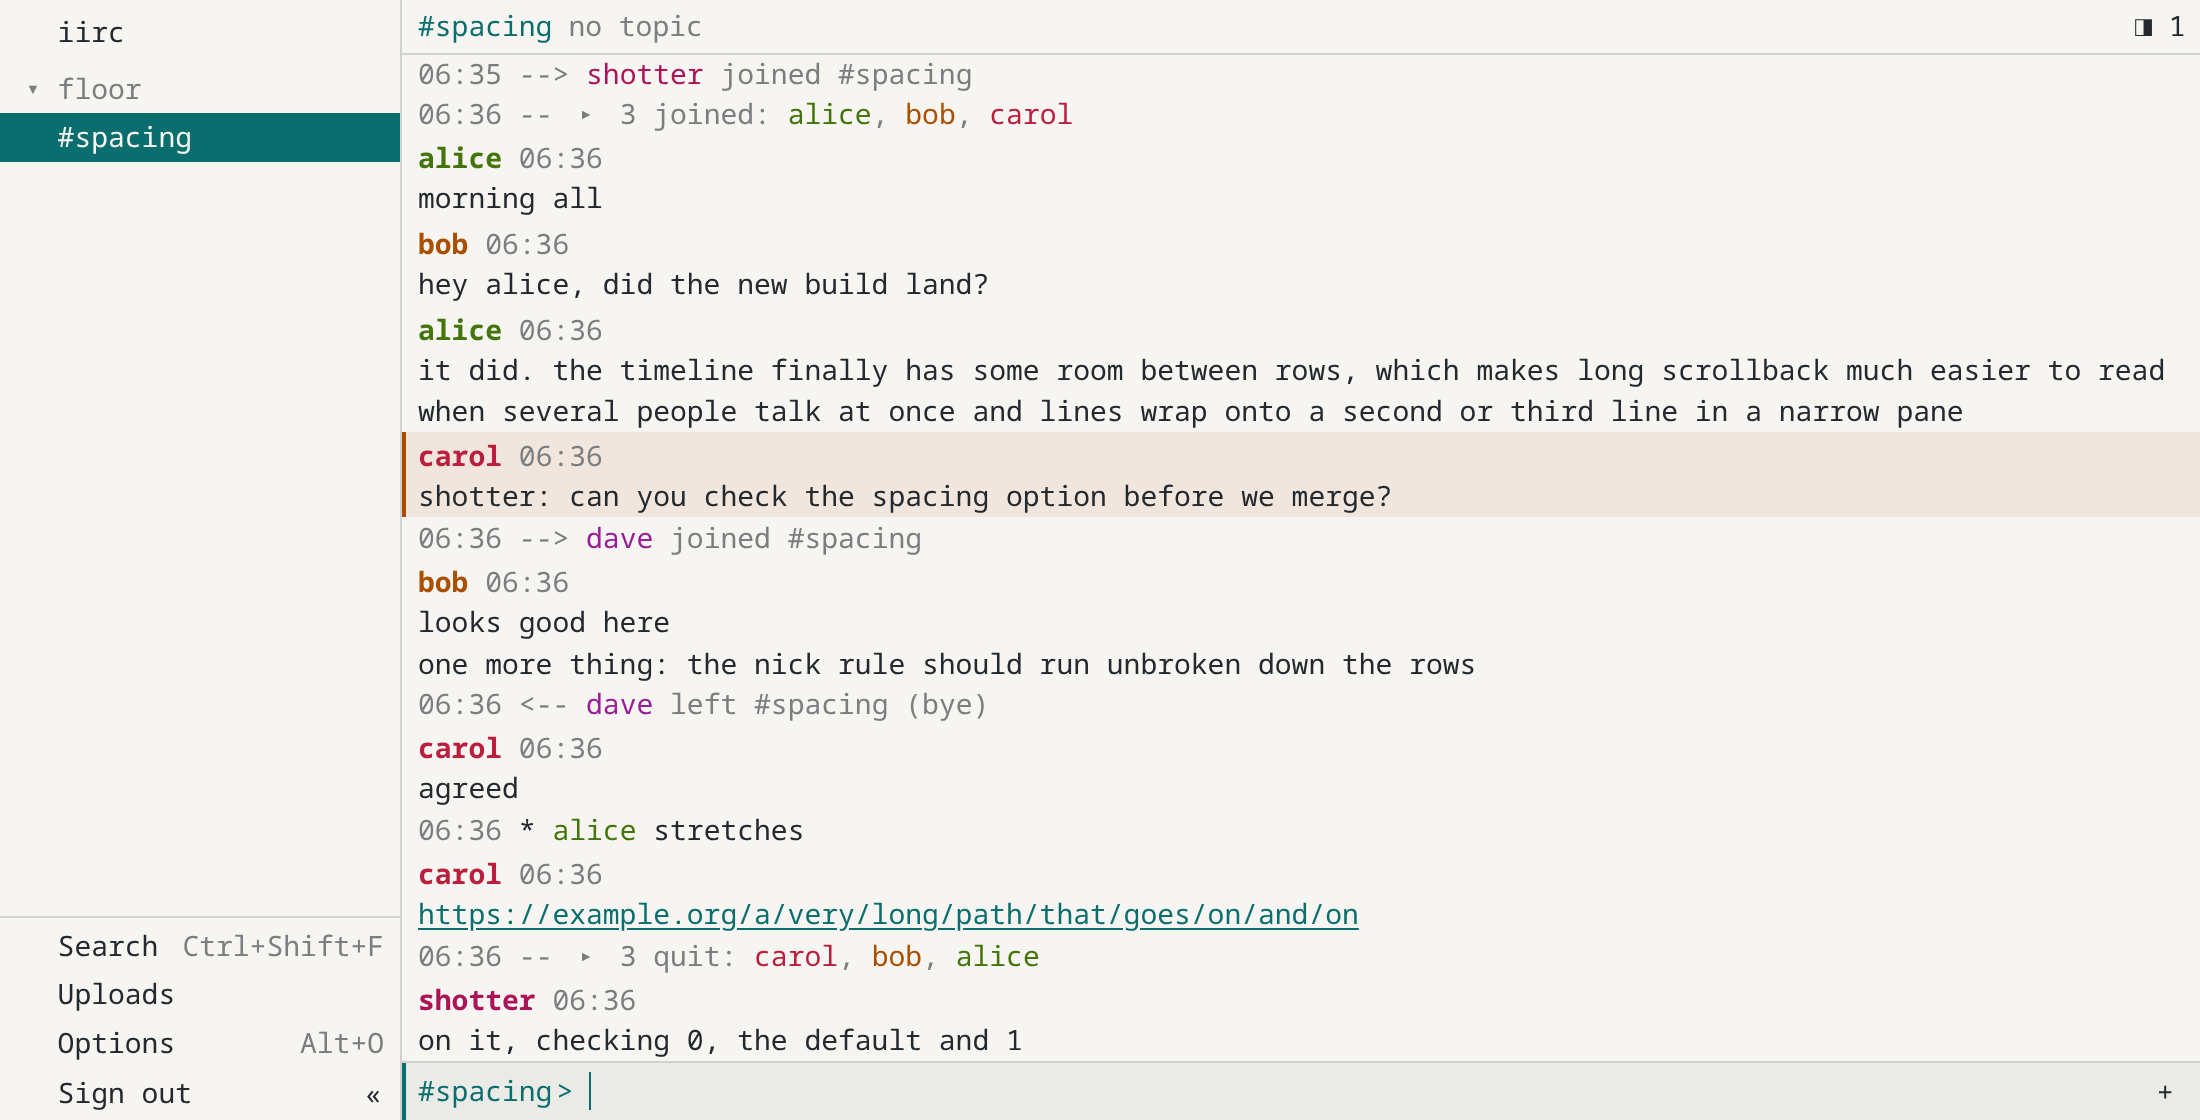 iirc
▾ floor
#spacing
Search Ctrl+Shift+F
Uploads
Options Alt+O
Sign out «
#spacing no topic ◨ 1
06:35 --> shotter joined #spacing
06:36 -- ▸ 3 joined: alice, bob, carol
alice 06:36
morning all
bob 06:36
hey alice, did the new build land?
alice 06:36
it did. the timeline finally has some room between rows, which makes long scrollback much easier to read
when several people talk at once and lines wrap onto a second or third line in a narrow pane
carol 06:36
shotter: can you check the spacing option before we merge?
06:36 --> dave joined #spacing
bob 06:36
looks good here
one more thing: the nick rule should run unbroken down the rows
06:36 <-- dave left #spacing (bye)
carol 06:36
agreed
06:36 * alice stretches
carol 06:36
https://example.org/a/very/long/path/that/goes/on/and/on
06:36 -- ▸ 3 quit: carol, bob, alice
shotter 06:36
on it, checking 0, the default and 1
#spacing> +